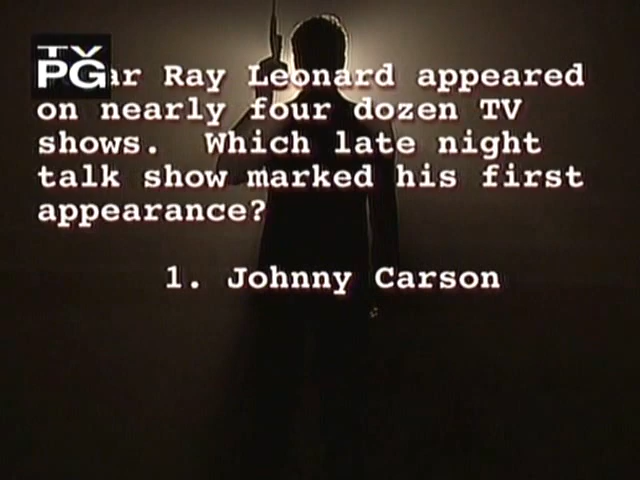 TV
PG
ar Ray Leonard appeared
on nearly four dozen TV
shows. Which late night
talk show marked his first
appearance?
1. Johnny Carson